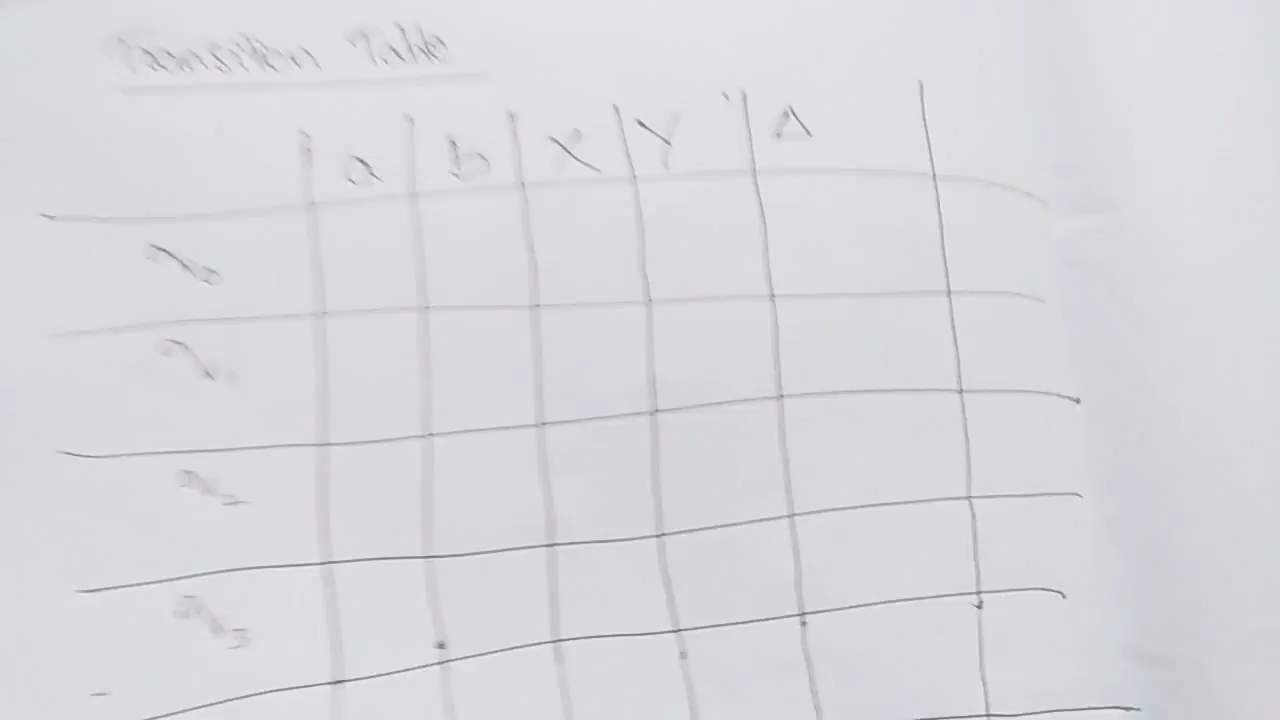 Transition Table
a b X Y Δ
q0
q1
q2
q3